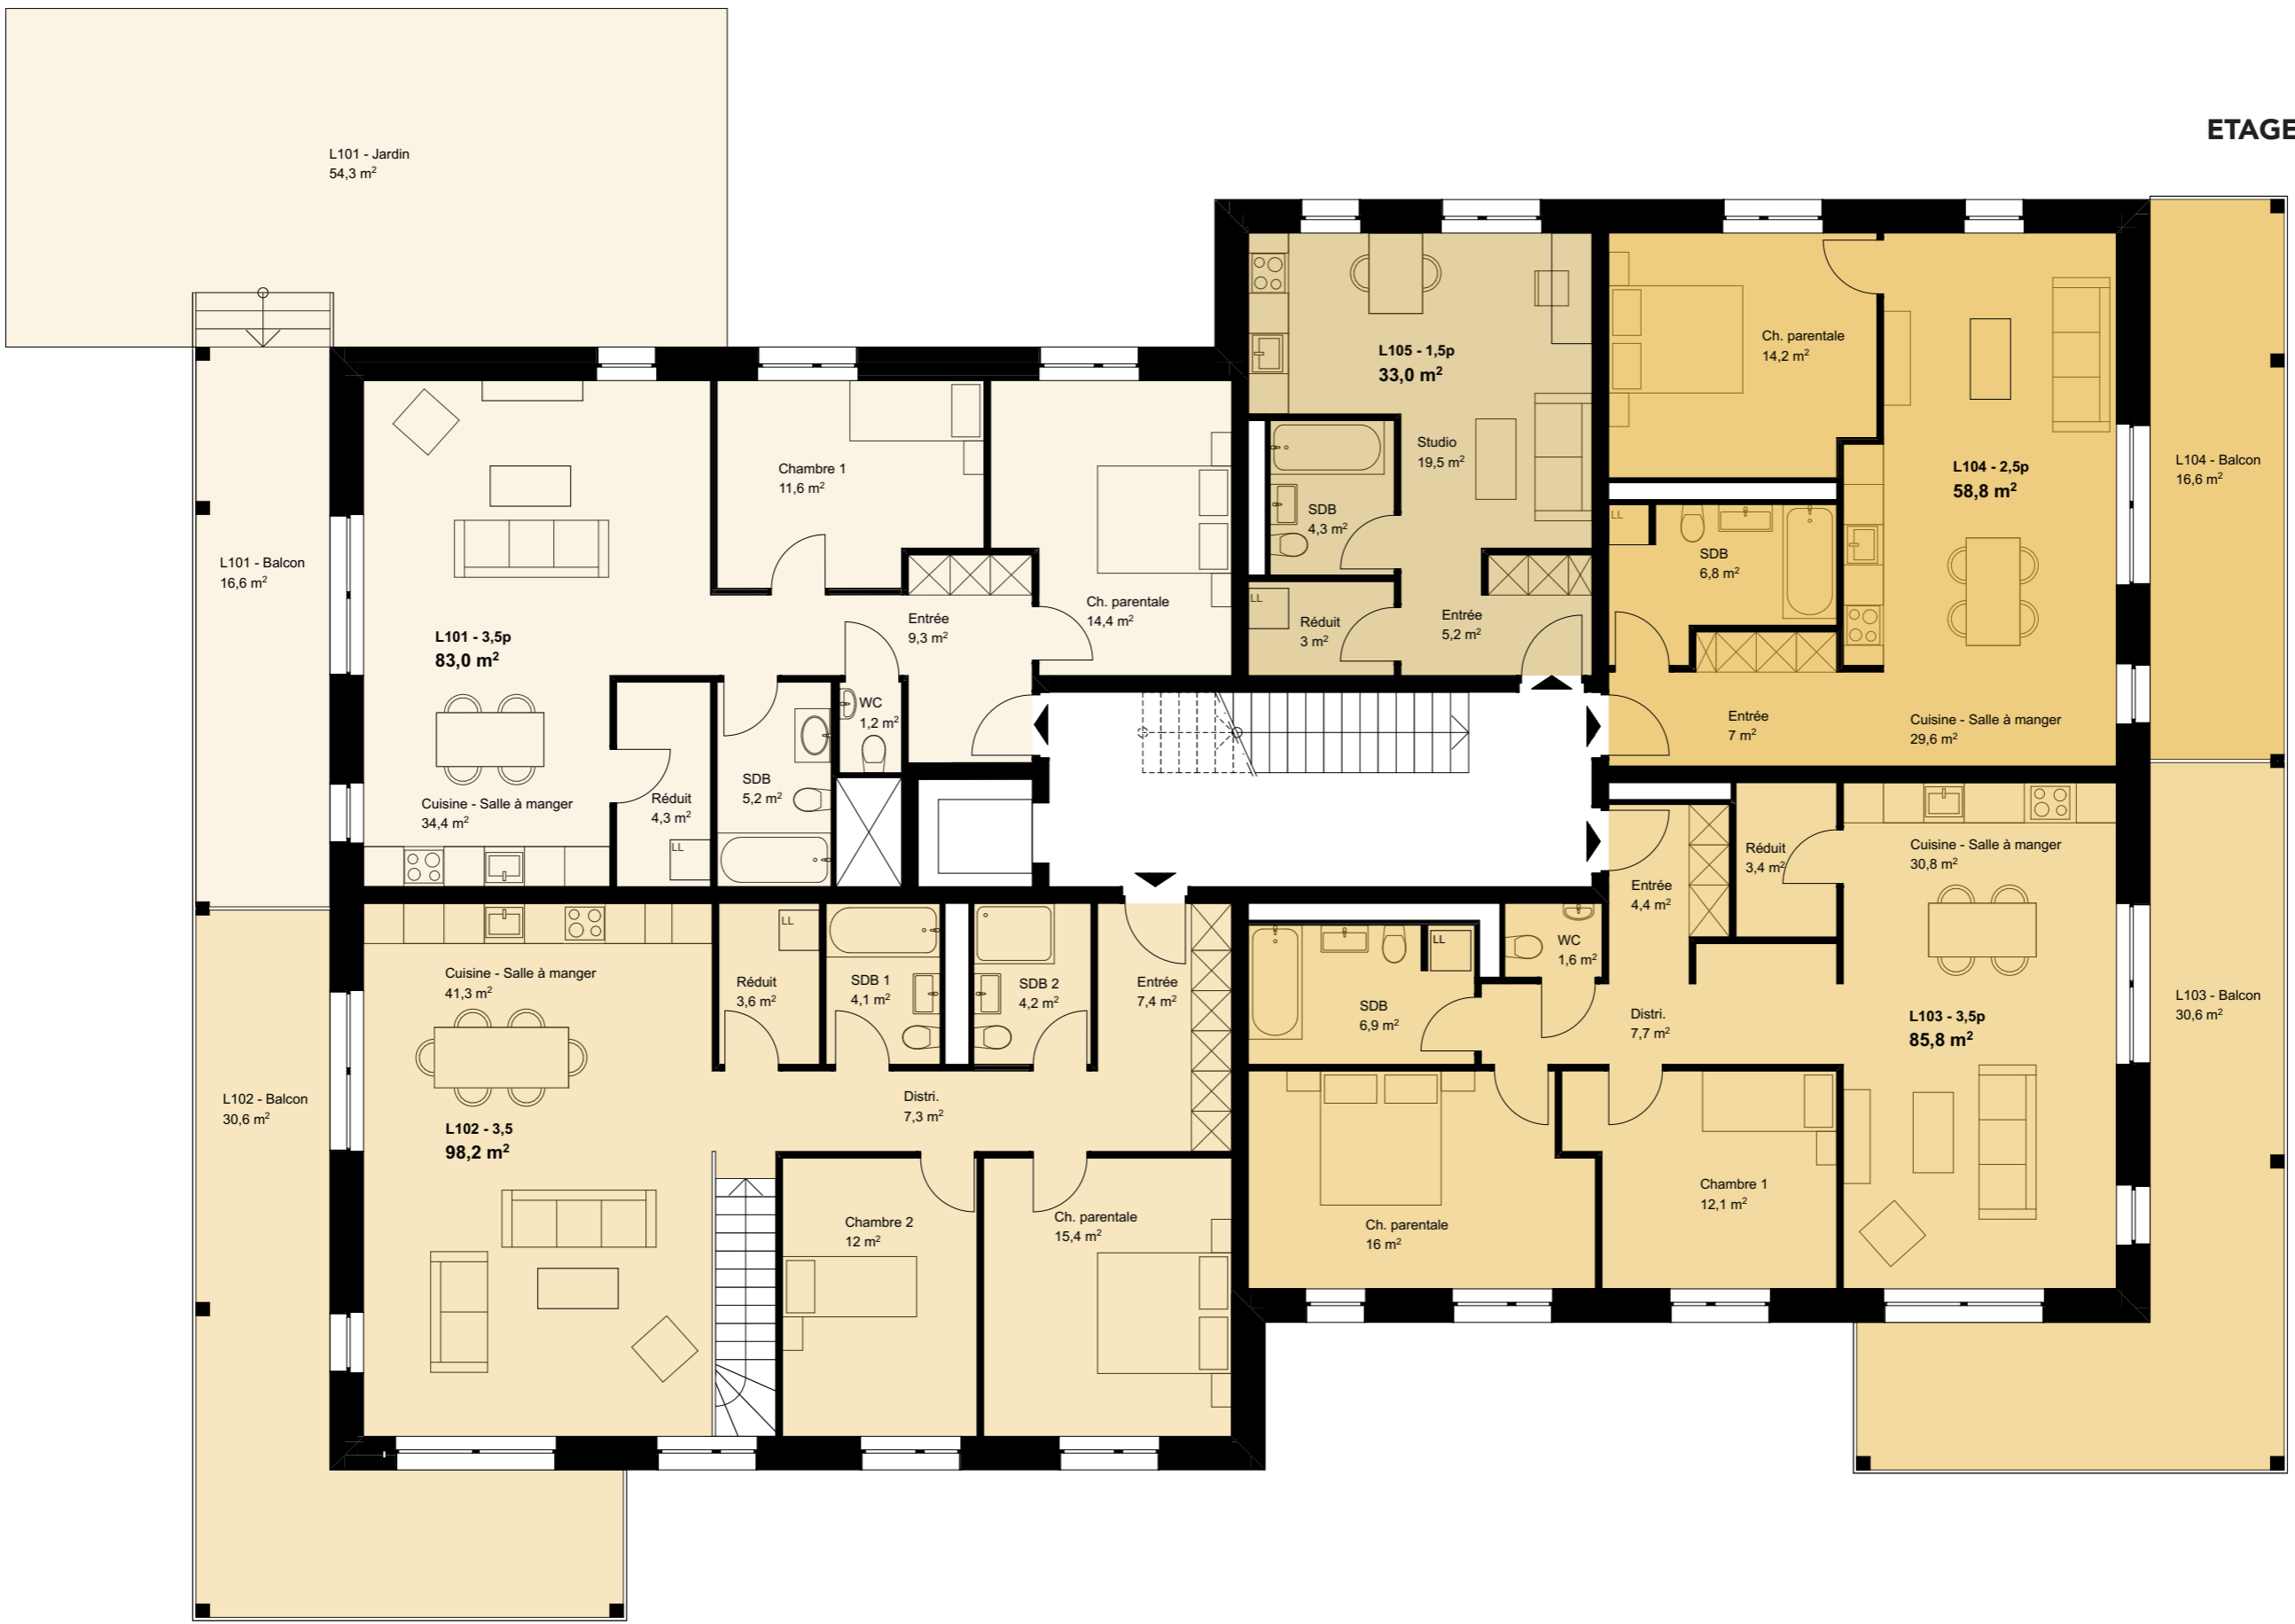 ETAGE
L101 - Jardin
54,3 m²
L101 - Balcon
16,6 m²
L101 - 3,5p
83,0 m²
Cuisine - Salle à manger
34,4 m²
Chambre 1
11,6 m²
Ch. parentale
14,4 m²
Entrée
9,3 m²
WC
1,2 m²
SDB
5,2 m²
Réduit
4,3 m²
LL
L105 - 1,5p
33,0 m²
Studio
19,5 m²
SDB
4,3 m²
LL
Réduit
3 m²
Entrée
5,2 m²
Ch. parentale
14,2 m²
L104 - 2,5p
58,8 m²
L104 - Balcon
16,6 m²
LL
SDB
6,8 m²
Entrée
7 m²
Cuisine - Salle à manger
29,6 m²
L102 - Balcon
30,6 m²
Cuisine - Salle à manger
41,3 m²
L102 - 3,5
98,2 m²
LL
Réduit
3,6 m²
SDB 1
4,1 m²
SDB 2
4,2 m²
Entrée
7,4 m²
Distri.
7,3 m²
Chambre 2
12 m²
Ch. parentale
15,4 m²
LL
SDB
6,9 m²
WC
1,6 m²
Entrée
4,4 m²
Réduit
3,4 m²
Cuisine - Salle à manger
30,8 m²
Distri.
7,7 m²
L103 - 3,5p
85,8 m²
L103 - Balcon
30,6 m²
Ch. parentale
16 m²
Chambre 1
12,1 m²